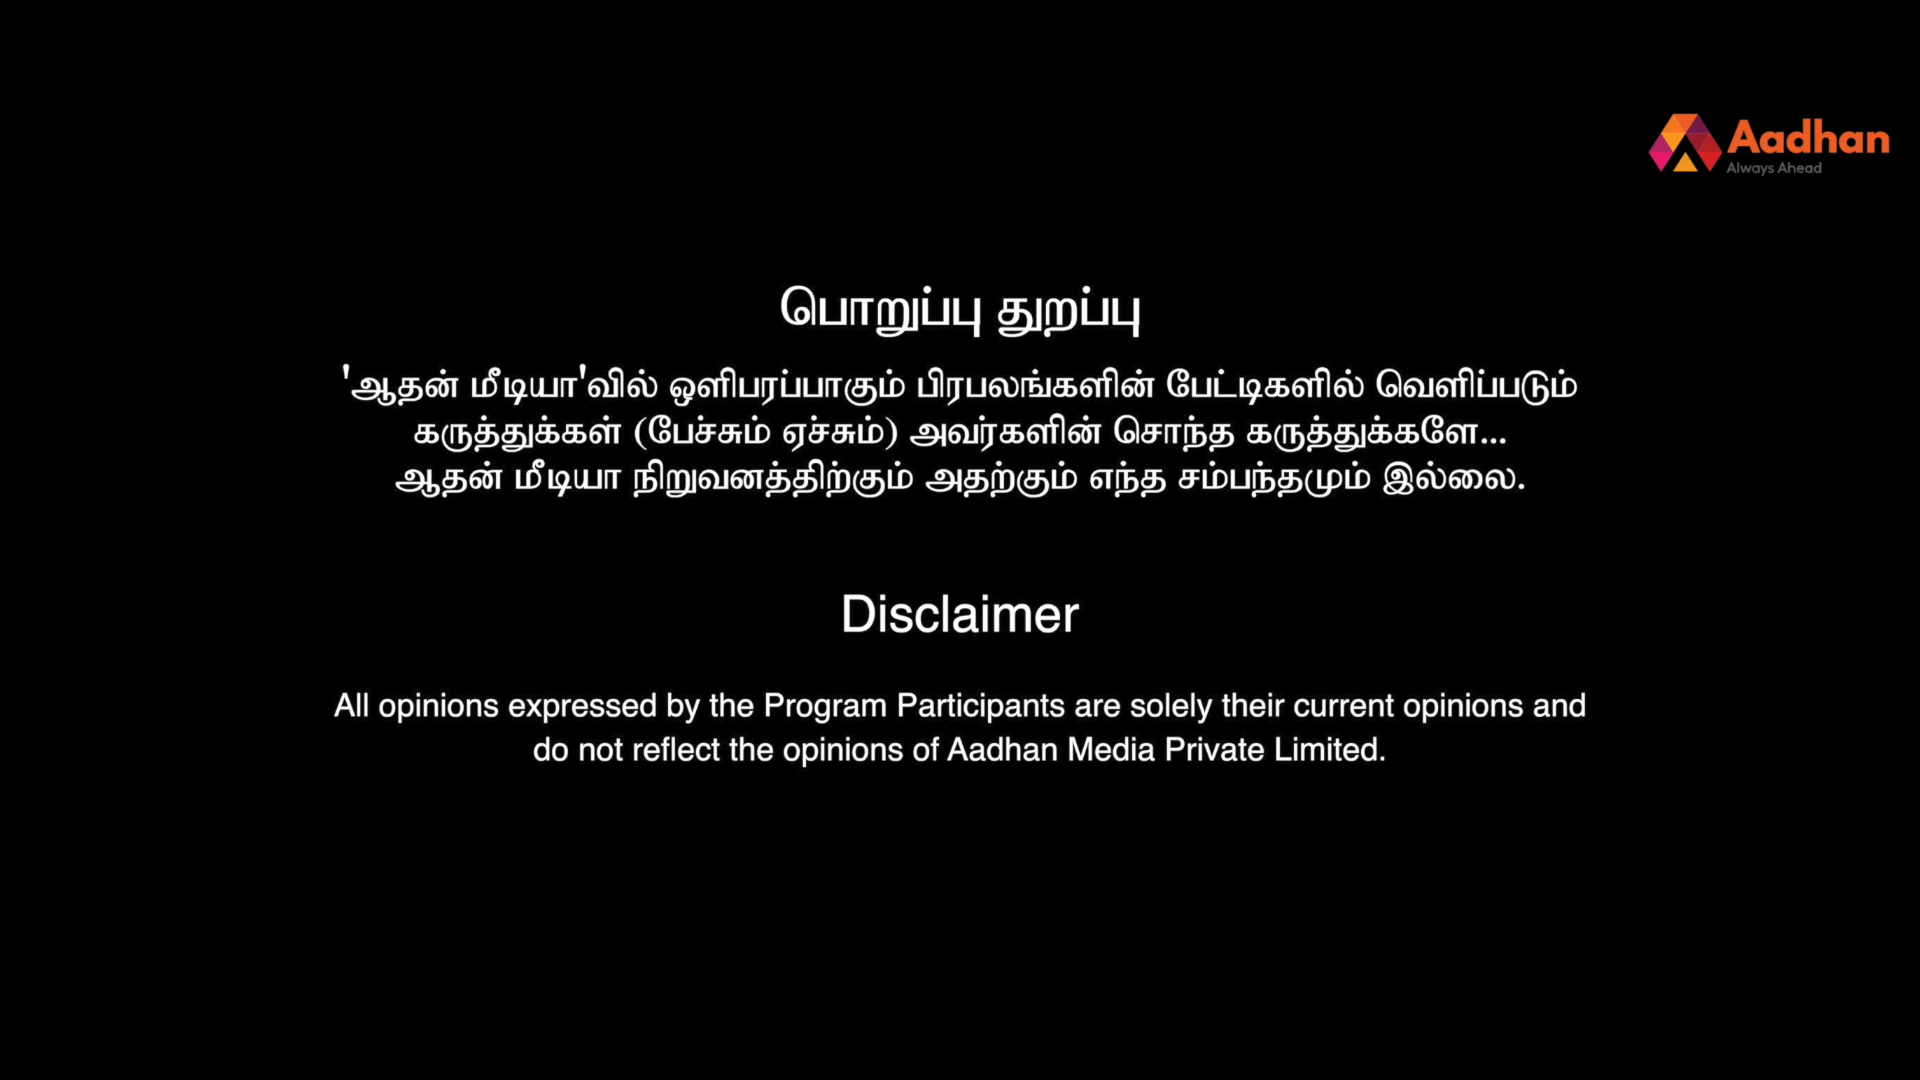 Aadhan
Always Ahead
பொறுப்பு துறப்பு
'ஆதன் மீடியா'வில் ஒளிபரப்பாகும் பிரபலங்களின் பேட்டிகளில் வெளிப்படும்
கருத்துக்கள் (பேச்சும் ஏச்சும்) அவர்களின் சொந்த கருத்துக்களே...
ஆதன் மீடியா நிறுவனத்திற்கும் அதற்கும் எந்த சம்பந்தமும் இல்லை.
Disclaimer
All opinions expressed by the Program Participants are solely their current opinions and
do not reflect the opinions of Aadhan Media Private Limited.